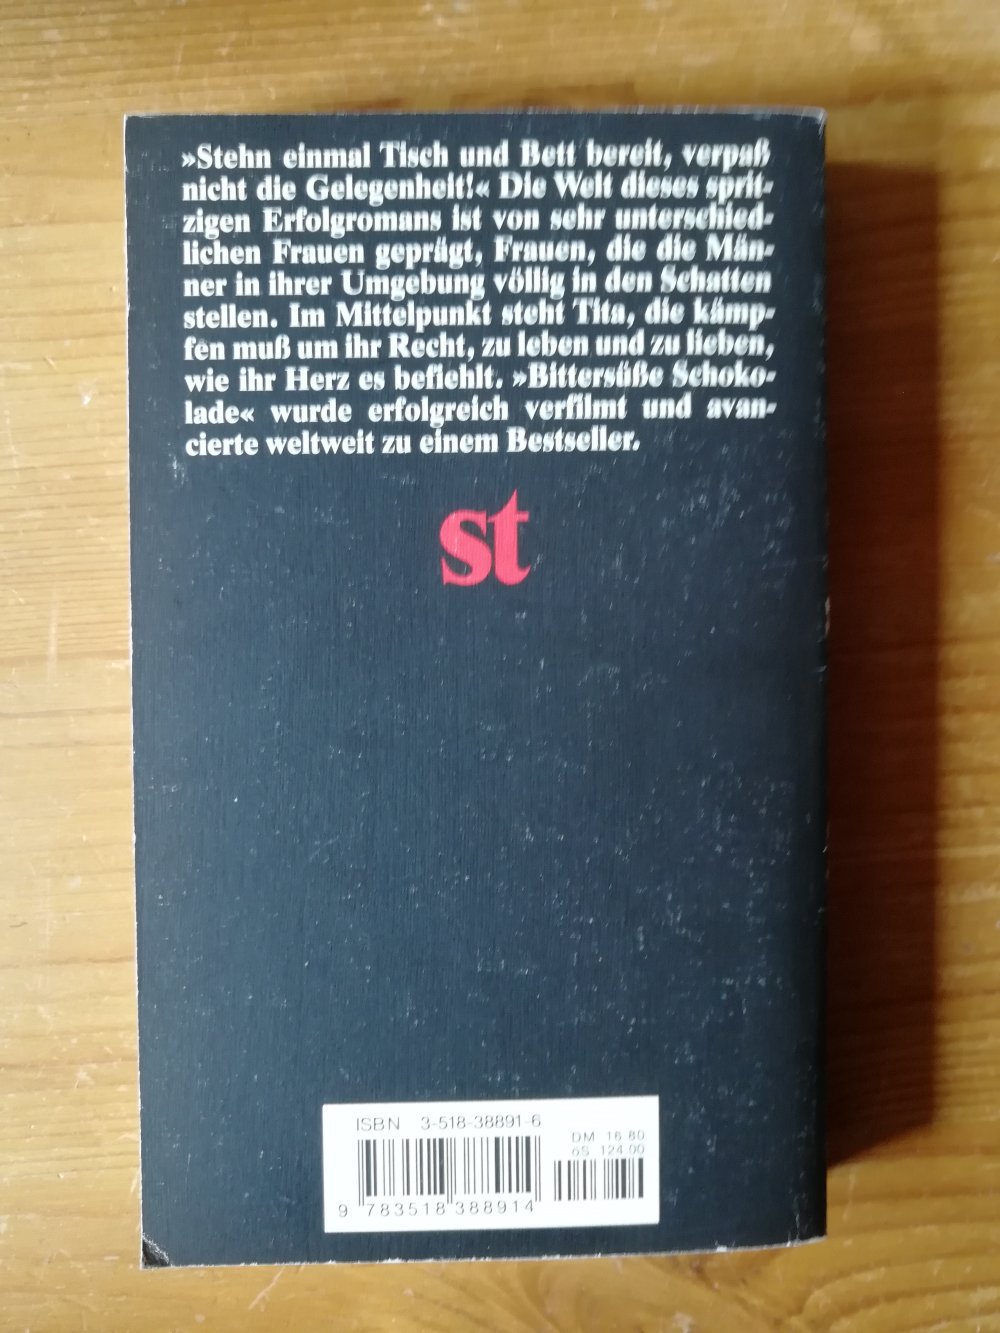 »Stehn einmal Tisch und Bett bereit, verpaß
nicht die Gelegenheit!« Die Welt dieses sprit-
zigen Erfolgromans ist von sehr unterschied-
lichen Frauen geprägt, Frauen, die die Män-
ner in ihrer Umgebung völlig in den Schatten
stellen. Im Mittelpunkt steht Tita, die kämp-
fen muß um ihr Recht, zu leben und zu lieben,
wie ihr Herz es befiehlt. »Bittersüße Schoko-
lade« wurde erfolgreich verfilmt und avan-
cierte weltweit zu einem Bestseller.
st
ISBN 3-518-38891-6
DM 16.80
öS 124.00
9 783518 388914